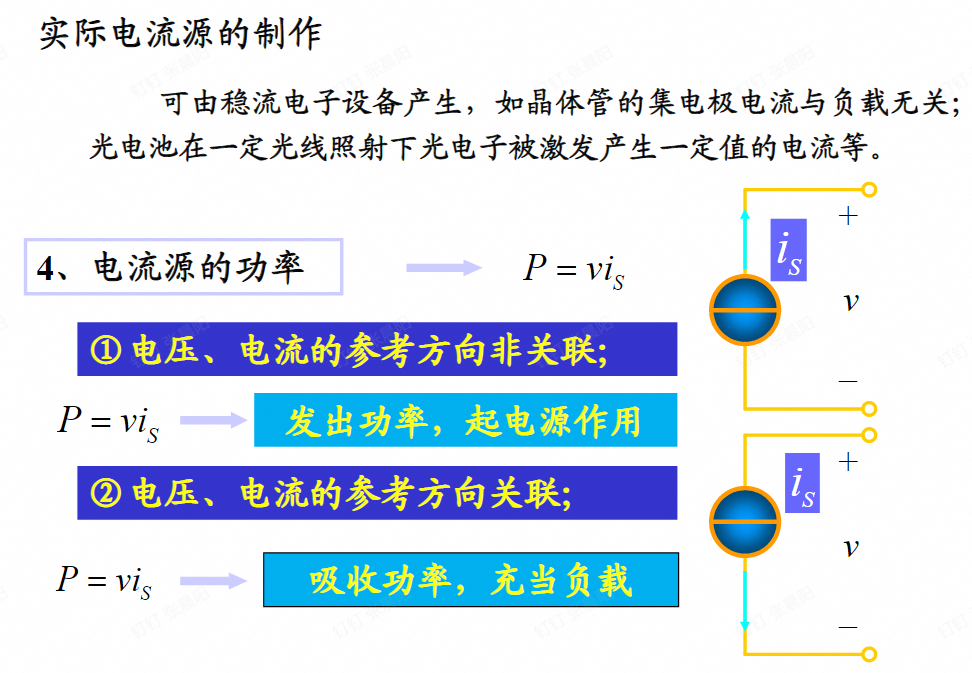 实际电流源的制作
可由稳流电子设备产生，如晶体管的集电极电流与负载无关；
光电池在一定光线照射下光电子被激发产生一定值的电流等。
4、电流源的功率
P = vi_S
① 电压、电流的参考方向非关联;
P = vi_S
发出功率，起电源作用
② 电压、电流的参考方向关联;
P = vi_S
吸收功率，充当负载
i_S
+
v
−
i_S
+
v
−
钉钉 张晨阳